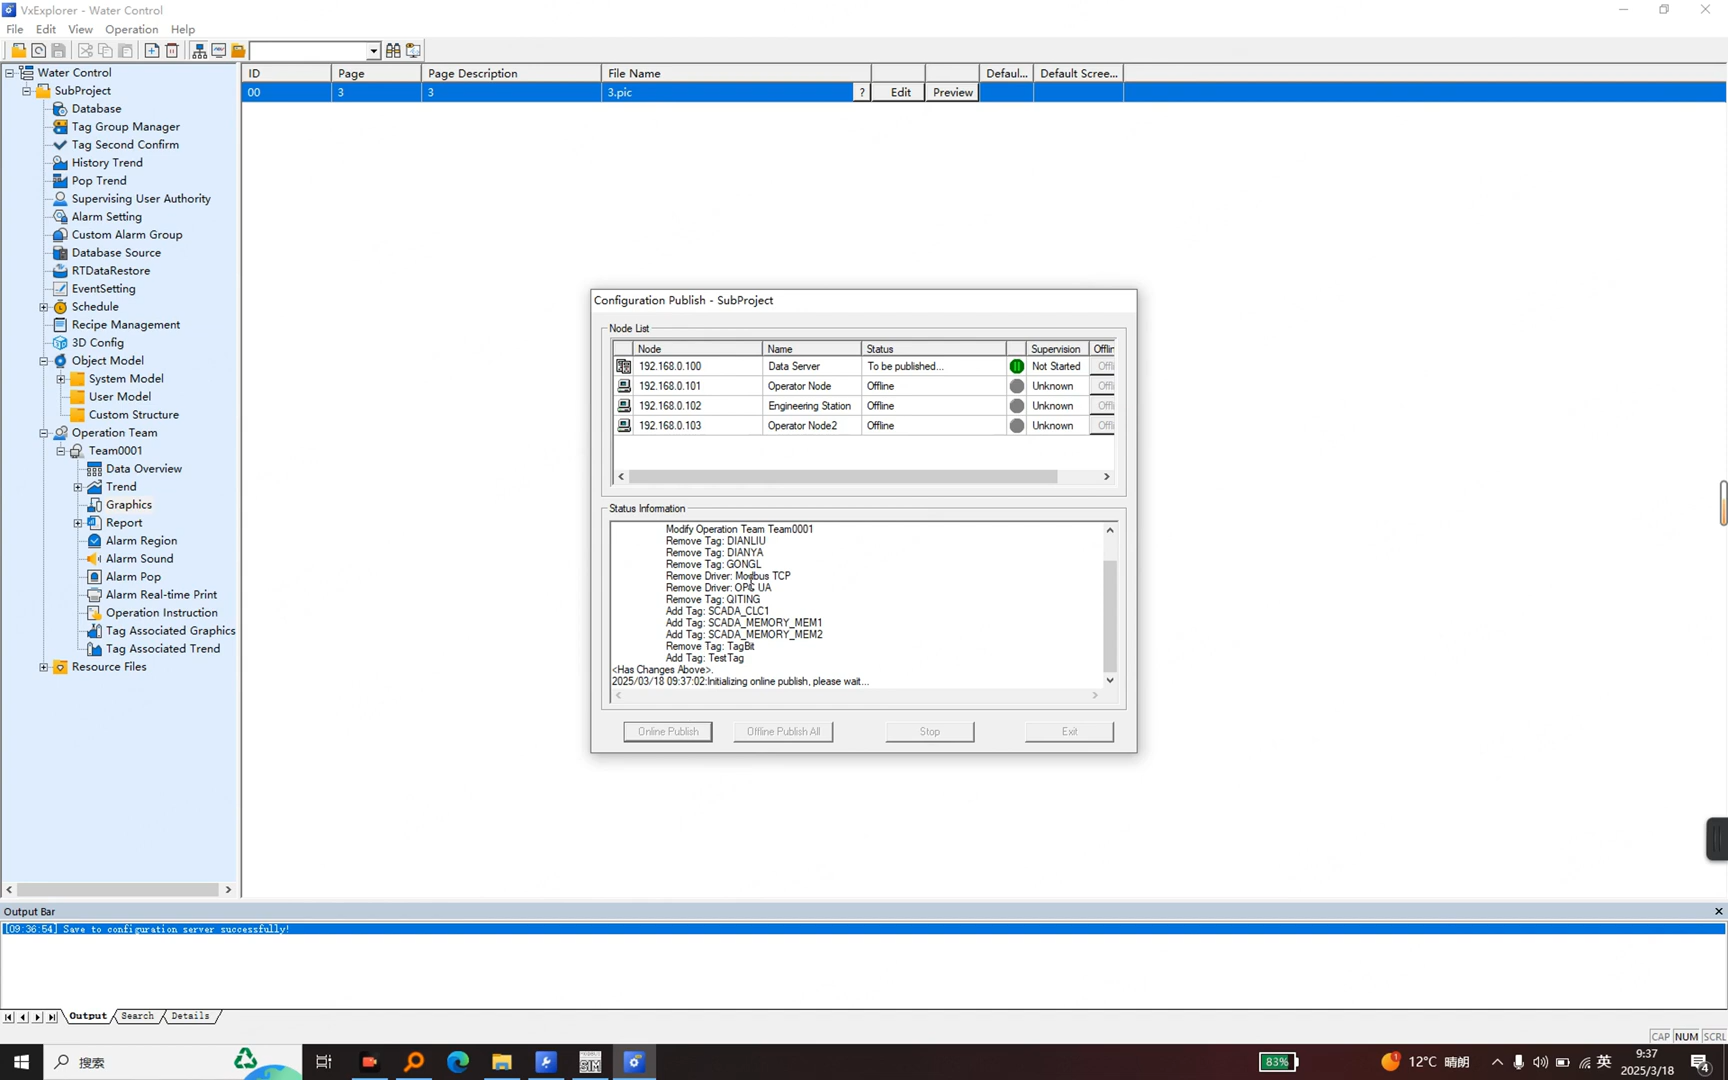 VxExplorer - Water Control
File Edit View Operation Help
Water Control
SubProject
Database
Tag Group Manager
Tag Second Confirm
History Trend
Pop Trend
Supervising User Authority
Alarm Setting
Custom Alarm Group
Database Source
RTDataRestore
EventSetting
Schedule
Recipe Management
3D Config
Object Model
System Model
User Model
Custom Structure
Operation Team
Team0001
Data Overview
Trend
Graphics
Report
Alarm Region
Alarm Sound
Alarm Pop
Alarm Real-time Print
Operation Instruction
Tag Associated Graphics
Tag Associated Trend
Resource Files
ID Page Page Description File Name Defaul... Default Scree...
00 3 3 3.pic ? Edit Preview
Configuration Publish - SubProject
Node List
Node Name Status Supervision Offlin
192.168.0.100 Data Server To be published... Not Started Offli
192.168.0.101 Operator Node Offline Unknown Offli
192.168.0.102 Engineering Station Offline Unknown Offli
192.168.0.103 Operator Node2 Offline Unknown Offli
Status Information
Modify Operation Team Team0001
Remove Tag: DIANLIU
Remove Tag: DIANYA
Remove Tag: GONGL
Remove Driver: Modbus TCP
Remove Driver: OPC UA
Remove Tag: QITING
Add Tag: SCADA_CLC1
Add Tag: SCADA_MEMORY_MEM1
Add Tag: SCADA_MEMORY_MEM2
Remove Tag: TagBit
Add Tag: TestTag
<Has Changes Above>.
2025/03/18 09:37:02:Initializing online publish, please wait...
Online Publish Offline Publish All Stop Exit
Output Bar
[09:36:54] Save to configuration server successfully!
Output Search Details
CAP NUM SCRL
搜索
SIM
83%
1
12°C 晴朗
英
9:37
2025/3/18
4